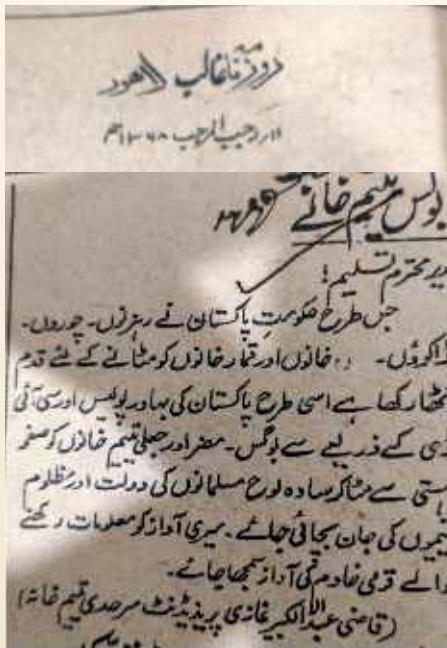 روزنامہ غالب لاہور
۱۱ رجب المرجب ۱۳۶۸ھ
بوگس یتیم خانے
محترم تسلیم!
جس طرح حکومت پاکستان نے رہزنوں۔ چوروں۔
ڈاکوؤں۔ خانوں اور قمار خانوں کو مٹانے کے لئے قدم
اٹھا رکھا ہے اسی طرح پاکستان کی بہادر پولیس اور سی آئی
ڈی کے ذریعے سے بوگس۔ مضر اور جعلی یتیم خانوں کو صفحہ
ہستی سے مٹا کر سادہ لوح مسلمانوں کی دولت اور مظلوم
یتیموں کی جان بچائی جائے۔ میری آواز کو معلومات رکھنے
والے قومی خادم کی آواز سمجھا جائے۔
(قاضی عبدالکبیر غازی پریذیڈنٹ سرحدی یتیم خانہ)